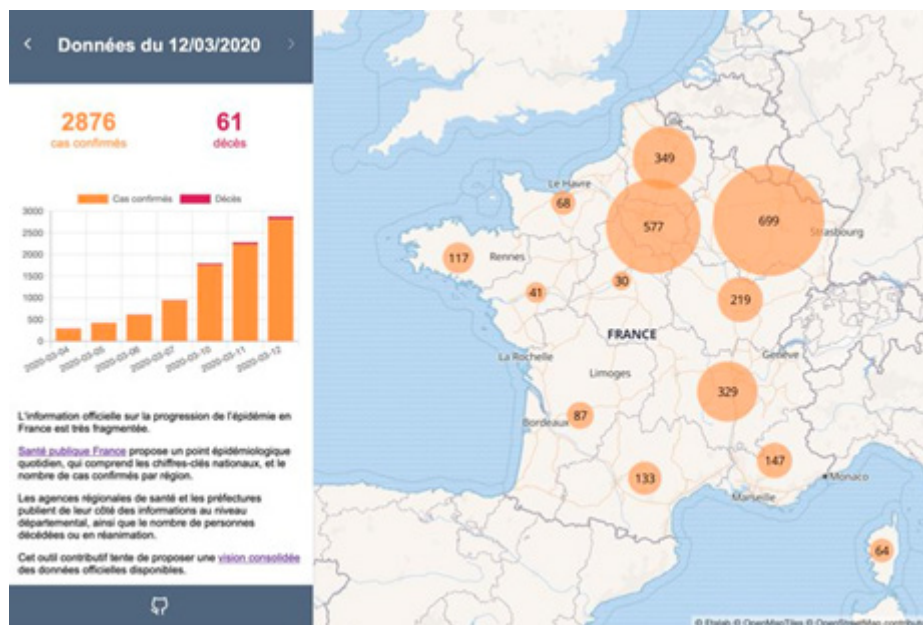 Données du 12/03/2020
2876
cas confirmés
61
décès
Cas confirmés
Décès
3000
2500
2000
1500
1000
500
0
2020-03-04
2020-03-05
2020-03-06
2020-03-07
2020-03-10
2020-03-11
2020-03-12
L'information officielle sur la progression de l'épidémie en
France est très fragmentée.
Santé publique France propose un point épidémiologique
quotidien, qui comprend les chiffres-clés nationaux, et le
nombre de cas confirmés par région.
Les agences régionales de santé et les préfectures
publient de leur côté des informations au niveau
départemental, ainsi que le nombre de personnes
décédées ou en réanimation.
Cet outil contributif tente de proposer une vision consolidée
des données officielles disponibles.
349
Le Havre
68
577
699
Strasbourg
117
Rennes
41
30
219
FRANCE
La Rochelle
Limoges
Genève
329
87
Bordeaux
133
147
Monaco
Marseille
64
© Etalab © OpenMapTiles © OpenStreetMap contribut